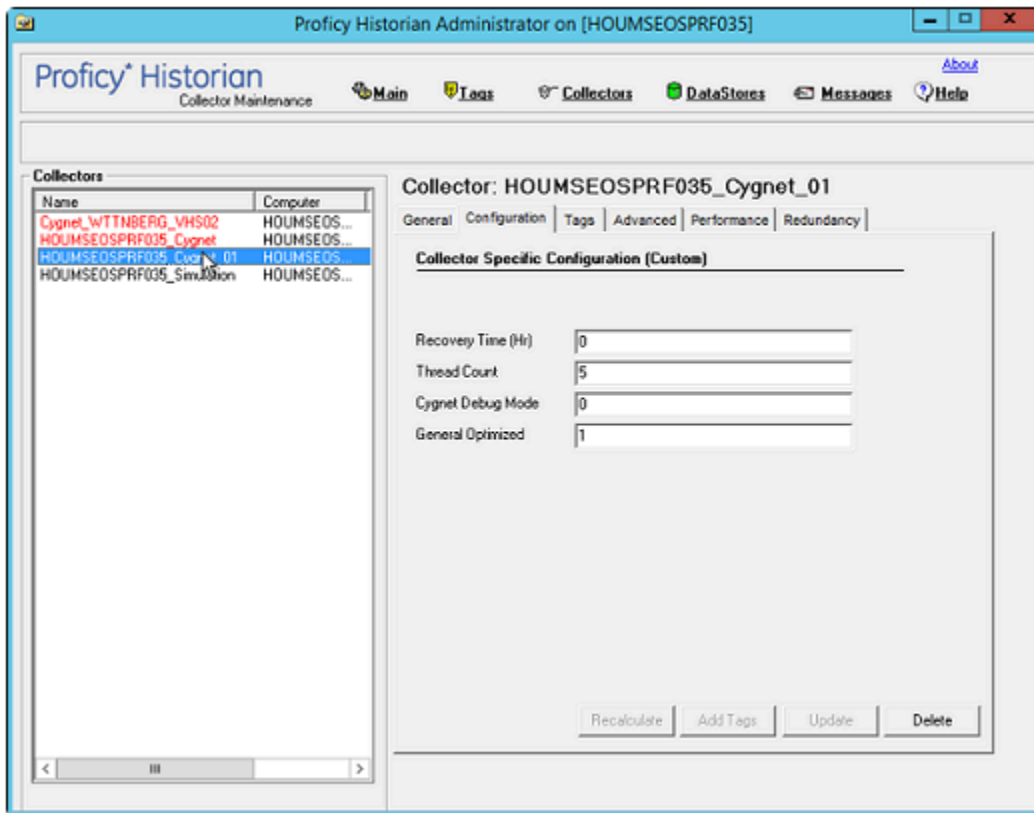 Proficy Historian Administrator on [HOUMSEOSPRF035]
About
Proficy* Historian
Collector Maintenance
Main Tags Collectors DataStores Messages Help
Collectors
Name Computer
Cygnet_WTTNBERG_VHS02 HOUMSEOS...
HOUMSEOSPRF035_Cygnet HOUMSEOS...
HOUMSEOSPRF035_Cygnet_01 HOUMSEOS...
HOUMSEOSPRF035_Simulation HOUMSEOS...
Collector: HOUMSEOSPRF035_Cygnet_01
General Configuration Tags Advanced Performance Redundancy
Collector Specific Configuration (Custom)
Recovery Time (Hr) 0
Thread Count 5
Cygnet Debug Mode 0
General Optimized 1
Recalculate Add Tags Update Delete